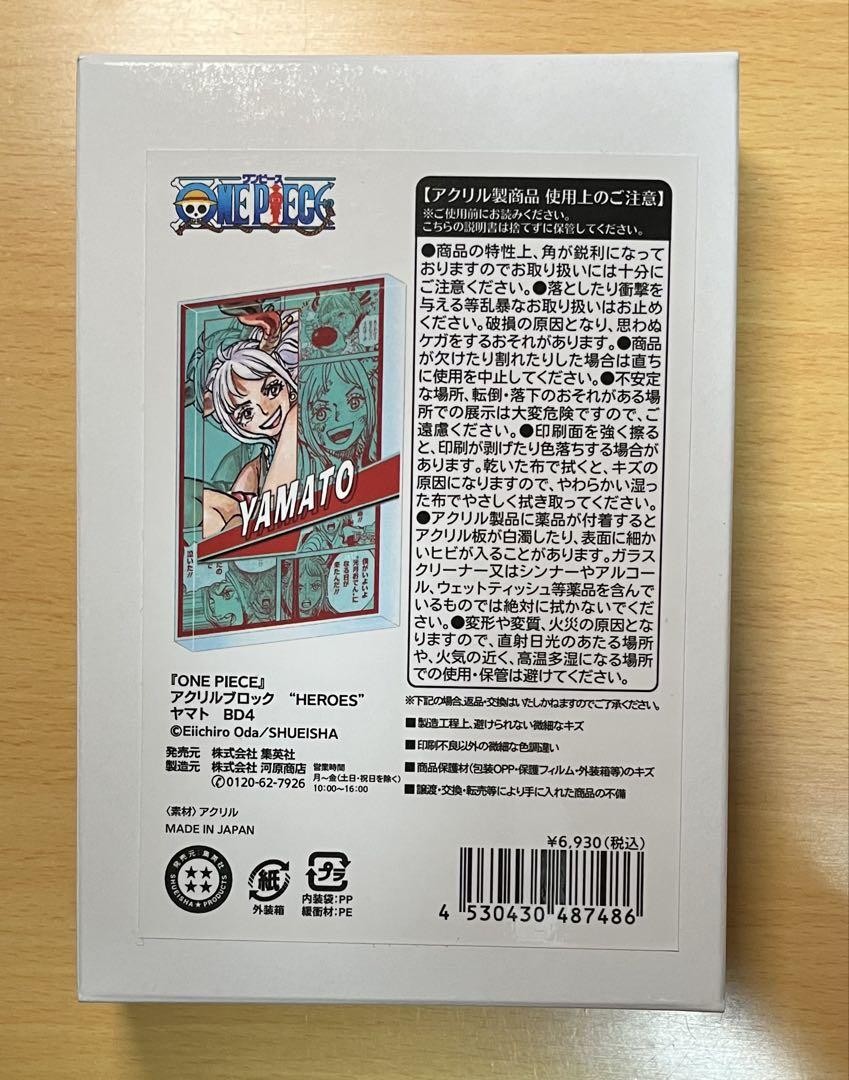 ワンピース
ONE PIECE
YAMATO
『ONE PIECE』
アクリルブロック “HEROES”
ヤマト BD4
©Eiichiro Oda/SHUEISHA
発売元 株式会社 集英社
製造元 株式会社 河原商店
0120-62-7926
営業時間
月〜金(土日・祝日を除く)
10:00〜16:00
〈素材〉アクリル
MADE IN JAPAN
発売元:集英社
SHUEISHA★PRODUCTS
紙
外装箱
プラ
内装袋:PP
緩衝材:PE
【アクリル製商品 使用上のご注意】
※ご使用前にお読みください。
こちらの説明書は捨てずに保管してください。
●商品の特性上、角が鋭利になって
おりますのでお取り扱いには十分に
ご注意ください。●落としたり衝撃を
与える等乱暴なお取り扱いはお止め
ください。破損の原因となり、思わぬ
ケガをするおそれがあります。●商品
が欠けたり割れたりした場合は直ち
に使用を中止してください。●不安定
な場所、転倒・落下のおそれがある場
所での展示は大変危険ですので、ご
遠慮ください。●印刷面を強く擦る
と、印刷が剥げたり色落ちする場合が
あります。乾いた布で拭くと、キズの
原因になりますので、やわらかい湿っ
た布でやさしく拭き取ってください。
●アクリル製品に薬品が付着すると
アクリル板が白濁したり、表面に細か
いヒビが入ることがあります。ガラス
クリーナー又はシンナーやアルコー
ル、ウェットティッシュ等薬品を含んで
いるものでは絶対に拭かないでくだ
さい。●変形や変質、火災の原因とな
りますので、直射日光のあたる場所
や、火気の近く、高温多湿になる場所
での使用・保管は避けてください。
※下記の場合、返品・交換はいたしかねますのでご了承ください。
■製造工程上、避けられない微細なキズ
■印刷不良以外の微細な色調違い
■商品保護材(包装OPP・保護フィルム・外装箱等)のキズ
■譲渡・交換・転売等により手に入れた商品の不備
¥6,930(税込)
4 530430 487486